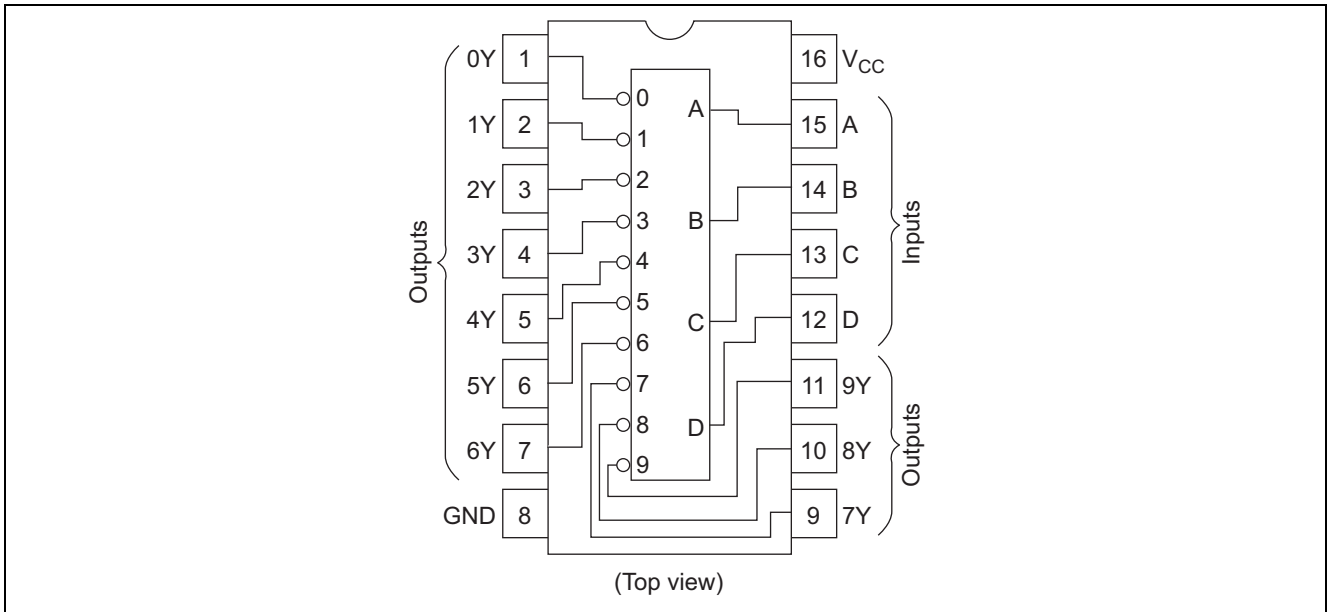 0Y 1 16 VCC
0 A
1Y 2 15 A
1
2Y 3 2 14 B
3 B
3Y 4 13 C
4
5
4Y 5 C 12 D
6
5Y 6 7 11 9Y
8 D
6Y 7 10 8Y
9
GND 8 9 7Y
Outputs
Inputs
Outputs
(Top view)